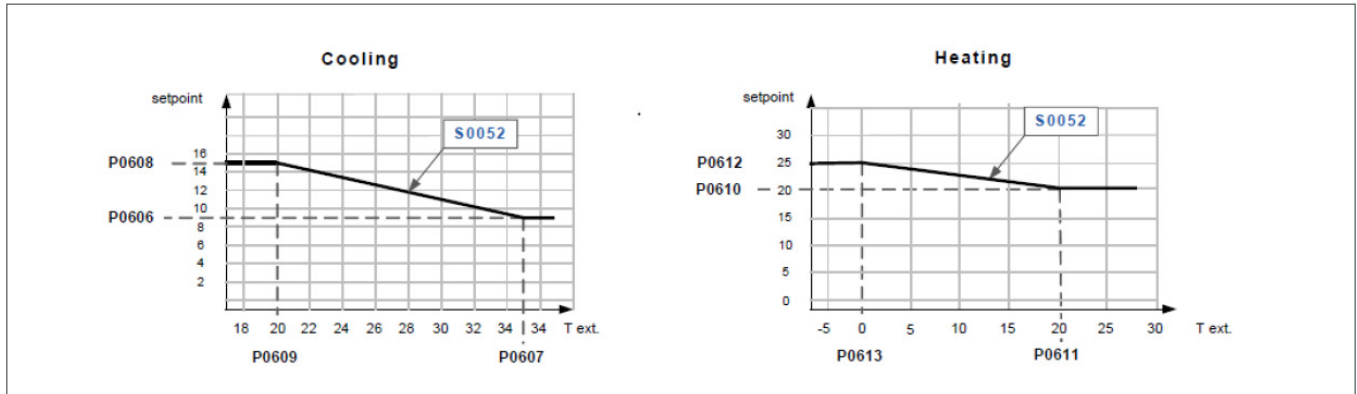 Cooling
setpoint
S0052
P0608
P0606
16
14
12
10
8
6
4
2
18 20 22 24 26 28 30 32 34 34 T ext.
P0609 P0607
Heating
setpoint
S0052
P0612
P0610
30
25
20
15
10
5
0
-5 0 5 10 15 20 25 30 T ext.
P0613 P0611